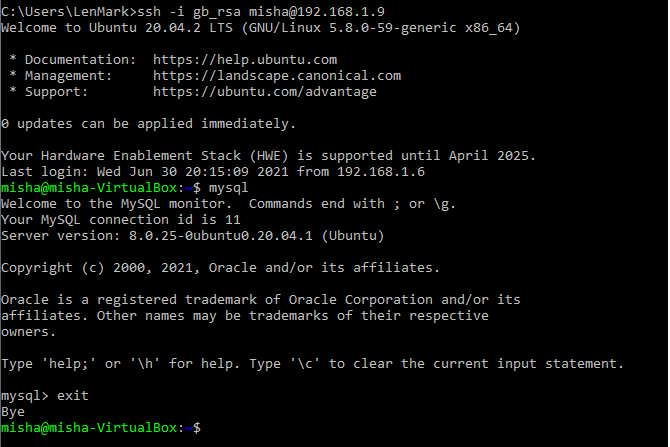 C:\Users\LenMark>ssh -i gb_rsa misha@192.168.1.9
Welcome to Ubuntu 20.04.2 LTS (GNU/Linux 5.8.0-59-generic x86_64)
* Documentation:  https://help.ubuntu.com
* Management:     https://landscape.canonical.com
* Support:        https://ubuntu.com/advantage
0 updates can be applied immediately.
Your Hardware Enablement Stack (HWE) is supported until April 2025.
Last login: Wed Jun 30 20:15:09 2021 from 192.168.1.6
misha@misha-VirtualBox:~$ mysql
Welcome to the MySQL monitor.  Commands end with ; or \g.
Your MySQL connection id is 11
Server version: 8.0.25-0ubuntu0.20.04.1 (Ubuntu)
Copyright (c) 2000, 2021, Oracle and/or its affiliates.
Oracle is a registered trademark of Oracle Corporation and/or its
affiliates. Other names may be trademarks of their respective
owners.
Type 'help;' or '\h' for help. Type '\c' to clear the current input statement.
mysql> exit
Bye
misha@misha-VirtualBox:~$